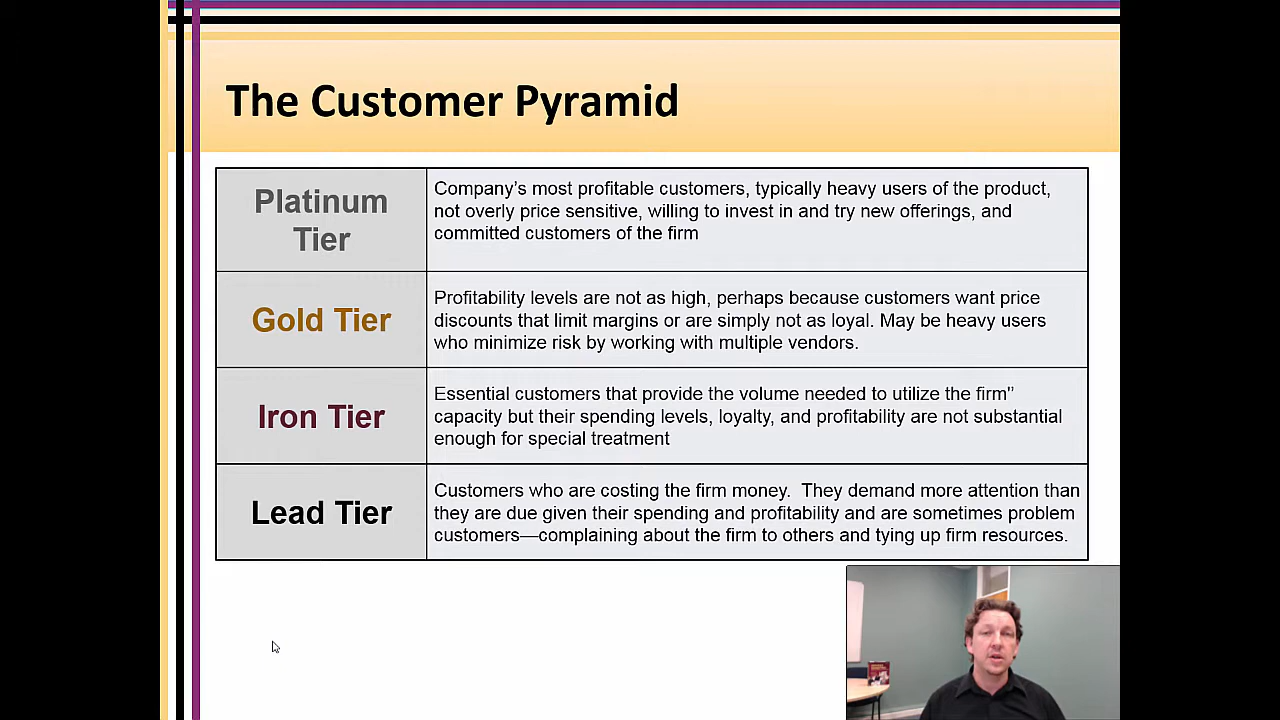 The Customer Pyramid
Platinum
Tier
Company's most profitable customers, typically heavy users of the product,
not overly price sensitive, willing to invest in and try new offerings, and
committed customers of the firm
Gold Tier
Profitability levels are not as high, perhaps because customers want price
discounts that limit margins or are simply not as loyal. May be heavy users
who minimize risk by working with multiple vendors.
Iron Tier
Essential customers that provide the volume needed to utilize the firm"
capacity but their spending levels, loyalty, and profitability are not substantial
enough for special treatment
Lead Tier
Customers who are costing the firm money.  They demand more attention than
they are due given their spending and profitability and are sometimes problem
customers—complaining about the firm to others and tying up firm resources.